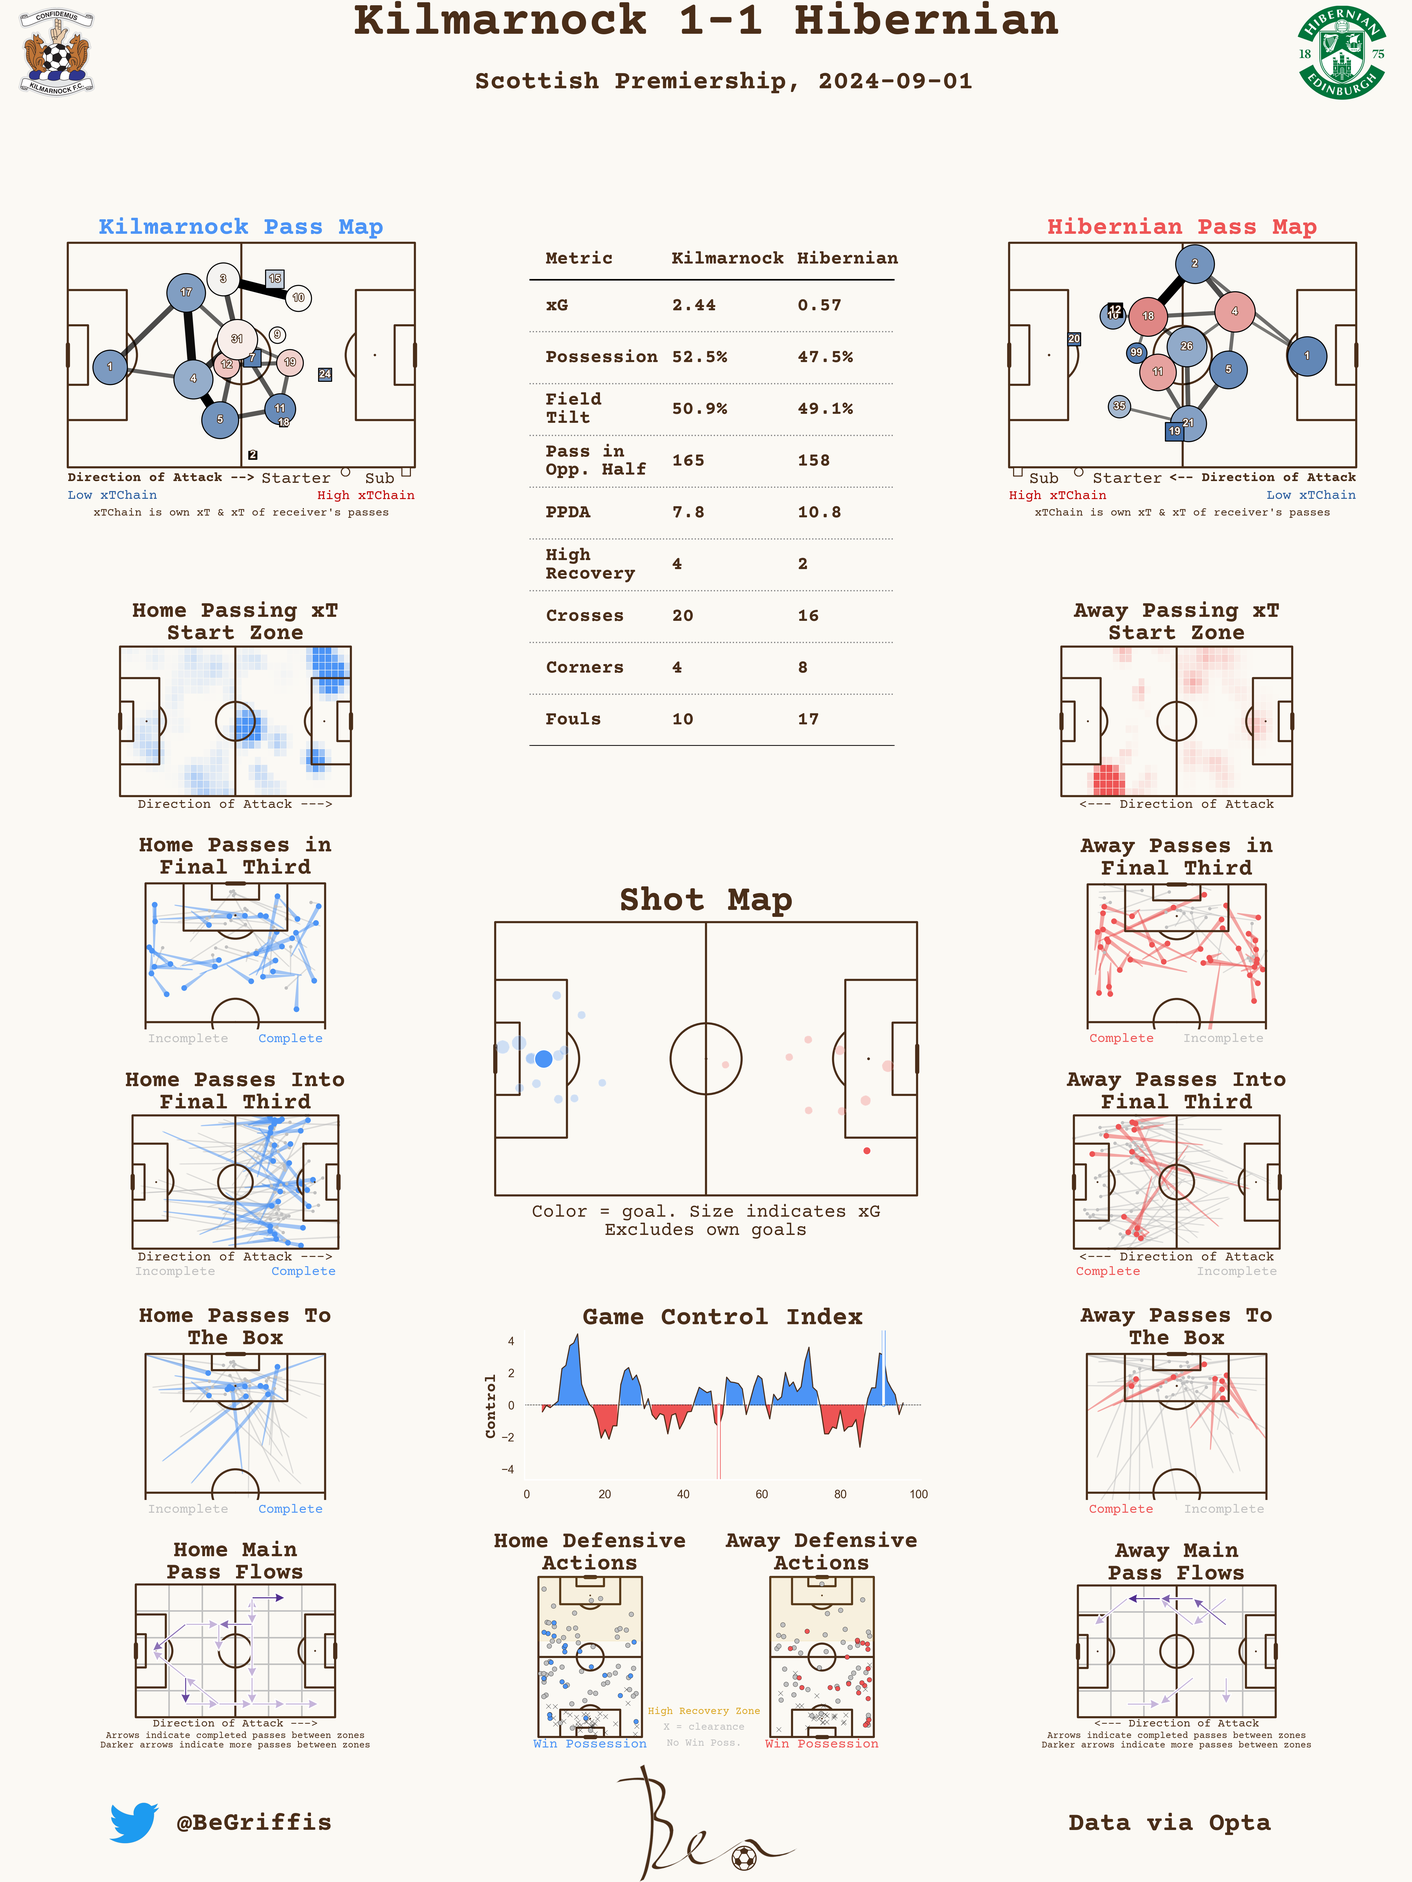 Kilmarnock 1-1 Hibernian
Scottish Premiership, 2024-09-01
CONFIDEMUS
KILMARNOCK F.C.
HIBERNIAN
18 75
EDINBURGH
Kilmarnock Pass Map
17
3
15
10
9
31
12
7
19
1
4
24
11
5
18
2
Direction of Attack --> Starter Sub
Low xTChain High xTChain
xTChain is own xT & xT of receiver's passes
Metric Kilmarnock Hibernian
xG 2.44 0.57
Possession 52.5% 47.5%
Field
Tilt 50.9% 49.1%
Pass in
Opp. Half 165 158
PPDA 7.8 10.8
High
Recovery 4 2
Crosses 20 16
Corners 4 8
Fouls 10 17
Hibernian Pass Map
2
12
10
18
4
20
99
26
1
11
5
35
19
21
Sub Starter <-- Direction of Attack
High xTChain Low xTChain
xTChain is own xT & xT of receiver's passes
Home Passing xT
Start Zone
Direction of Attack --->
Away Passing xT
Start Zone
<--- Direction of Attack
Home Passes in
Final Third
Incomplete Complete
Away Passes in
Final Third
Complete Incomplete
Shot Map
Color = goal. Size indicates xG
Excludes own goals
Home Passes Into
Final Third
Direction of Attack --->
Incomplete Complete
Away Passes Into
Final Third
<--- Direction of Attack
Complete Incomplete
Home Passes To
The Box
Incomplete Complete
Game Control Index
Control
4
2
0
−2
−4
0 20 40 60 80 100
Away Passes To
The Box
Complete Incomplete
Home Main
Pass Flows
Direction of Attack --->
Arrows indicate completed passes between zones
Darker arrows indicate more passes between zones
Home Defensive
Actions
Win Possession
Away Defensive
Actions
Win Possession
High Recovery Zone
X = clearance
No Win Poss.
Away Main
Pass Flows
<--- Direction of Attack
Arrows indicate completed passes between zones
Darker arrows indicate more passes between zones
@BeGriffis
Ben
Data via Opta